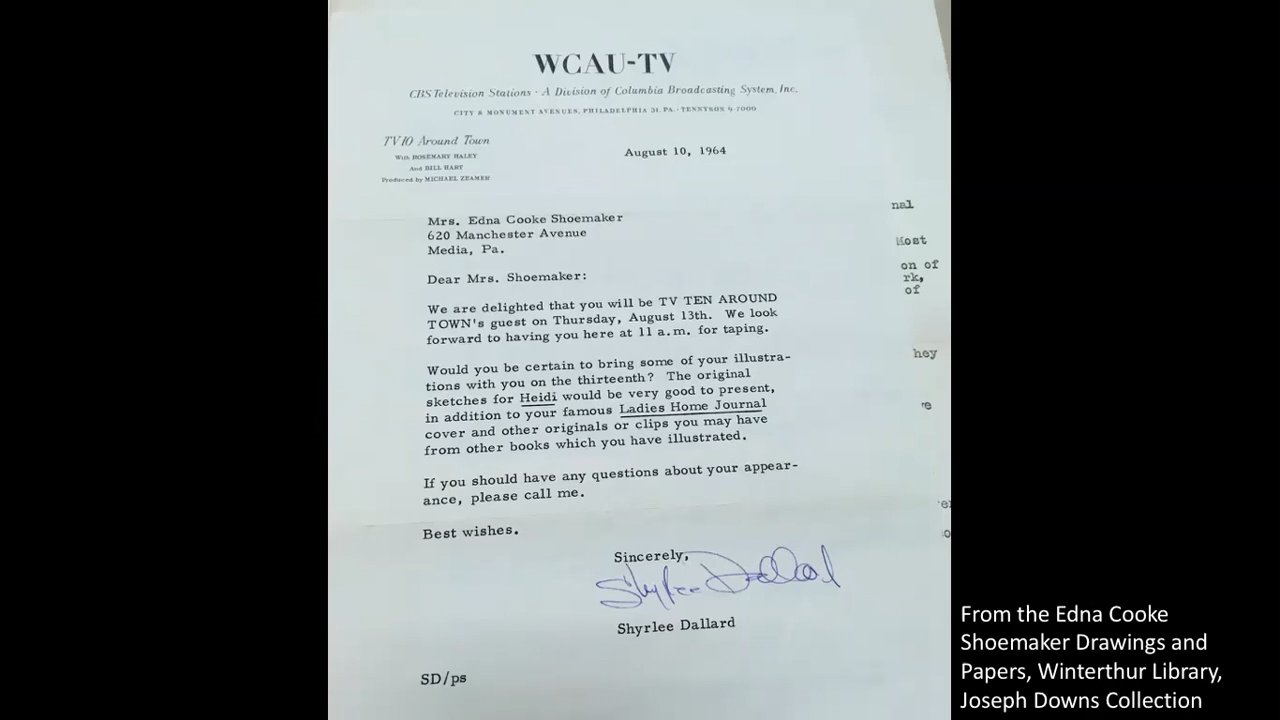 WCAU-TV
CBS Television Stations · A Division of Columbia Broadcasting System, Inc.
CITY & MONUMENT AVENUES, PHILADELPHIA 31, PA. · TENNYSON 9-7000
TV10 Around Town
With ROSEMARY HALEY
And BILL HART
Produced by MICHAEL ZEAMER
August 10, 1964
Mrs. Edna Cooke Shoemaker
620 Manchester Avenue
Media, Pa.
Dear Mrs. Shoemaker:
We are delighted that you will be TV TEN AROUND
TOWN's guest on Thursday, August 13th. We look
forward to having you here at 11 a.m. for taping.
Would you be certain to bring some of your illustra-
tions with you on the thirteenth? The original
sketches for Heidi would be very good to present,
in addition to your famous Ladies Home Journal
cover and other originals or clips you may have
from other books which you have illustrated.
If you should have any questions about your appear-
ance, please call me.
Best wishes.
Sincerely,
Shyrlee Dallard
Shyrlee Dallard
SD/ps
nal
Most
on of
rk,
of
hey
re
From the Edna Cooke
Shoemaker Drawings and
Papers, Winterthur Library,
Joseph Downs Collection